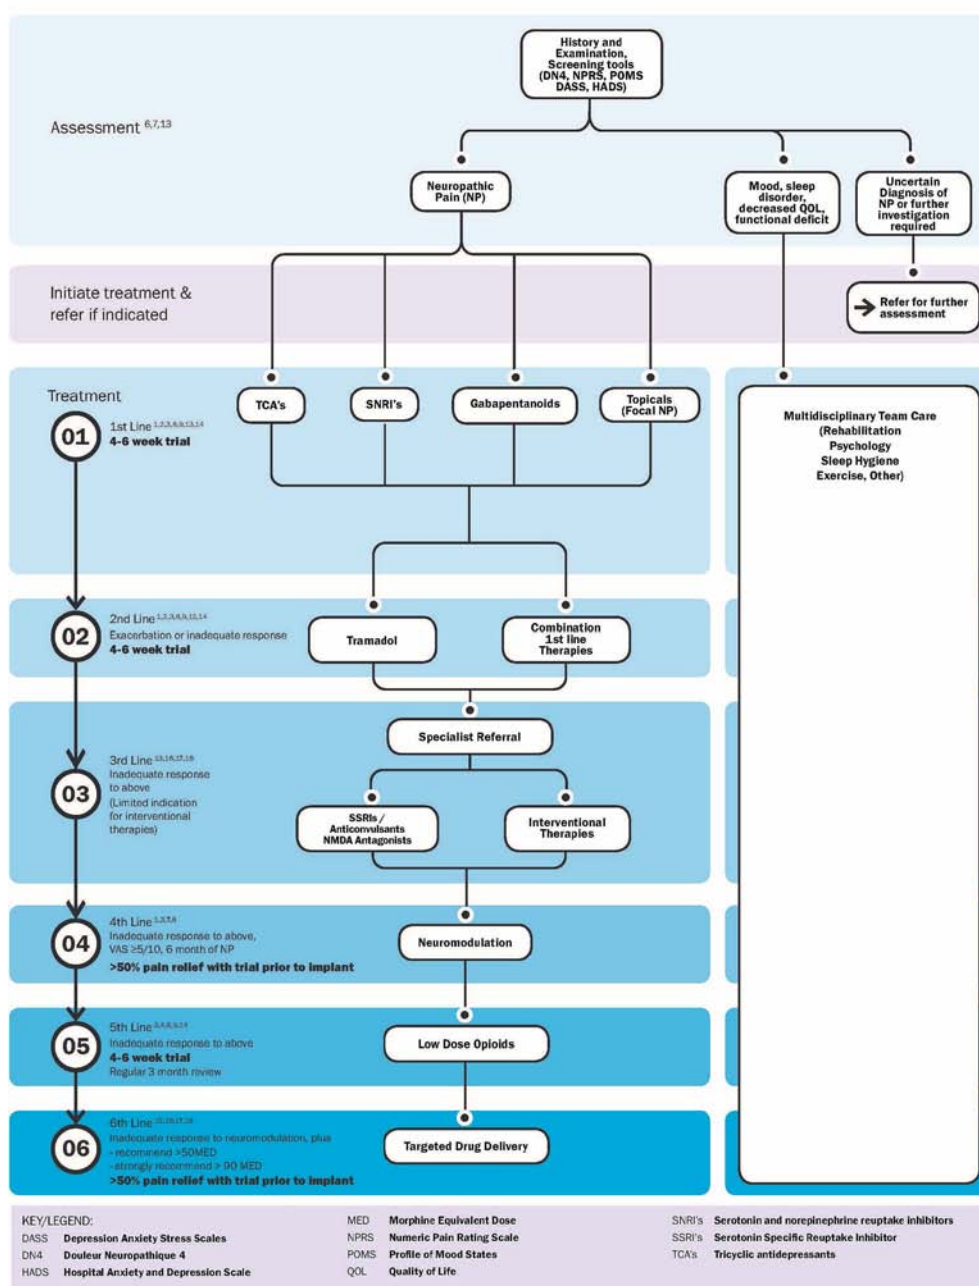 History and
Examination,
Screening tools
(DN4, NPRS, POMS
DASS, HADS)
Assessment 6,7,13
Neuropathic
Pain (NP)
Mood, sleep
disorder,
decreased QOL,
functional deficit
Uncertain
Diagnosis of
NP or further
investigation
required
Initiate treatment &
refer if indicated
→ Refer for further
assessment
Treatment
01
1st Line
4-6 week trial
TCA's
SNRI's
Gabapentanoids
Topicals
(Focal NP)
Multidisciplinary Team Care
(Rehabilitation
Psychology
Sleep Hygiene
Exercise, Other)
02
2nd Line
Exacerbation or inadequate response
4-6 week trial
Tramadol
Combination
1st line
Therapies
Specialist Referral
03
3rd Line
Inadequate response
to above
(Limited indication
for interventional
therapies)
SSRIs /
Anticonvulsants
NMDA Antagonists
Interventional
Therapies
04
4th Line
Inadequate response to above,
VAS ≥5/10, 6 month of NP
>50% pain relief with trial prior to implant
Neuromodulation
05
5th Line
Inadequate response to above
4-6 week trial
Regular 3 month review
Low Dose Opioids
06
6th Line
Inadequate response to neuromodulation, plus
- recommend >50MED
- strongly recommend > 90 MED
>50% pain relief with trial prior to implant
Targeted Drug Delivery
KEY/LEGEND:
DASS Depression Anxiety Stress Scales
DN4 Douleur Neuropathique 4
HADS Hospital Anxiety and Depression Scale
MED Morphine Equivalent Dose
NPRS Numeric Pain Rating Scale
POMS Profile of Mood States
QOL Quality of Life
SNRI's Serotonin and norepinephrine reuptake inhibitors
SSRI's Serotonin Specific Reuptake Inhibitor
TCA's Tricyclic antidepressants